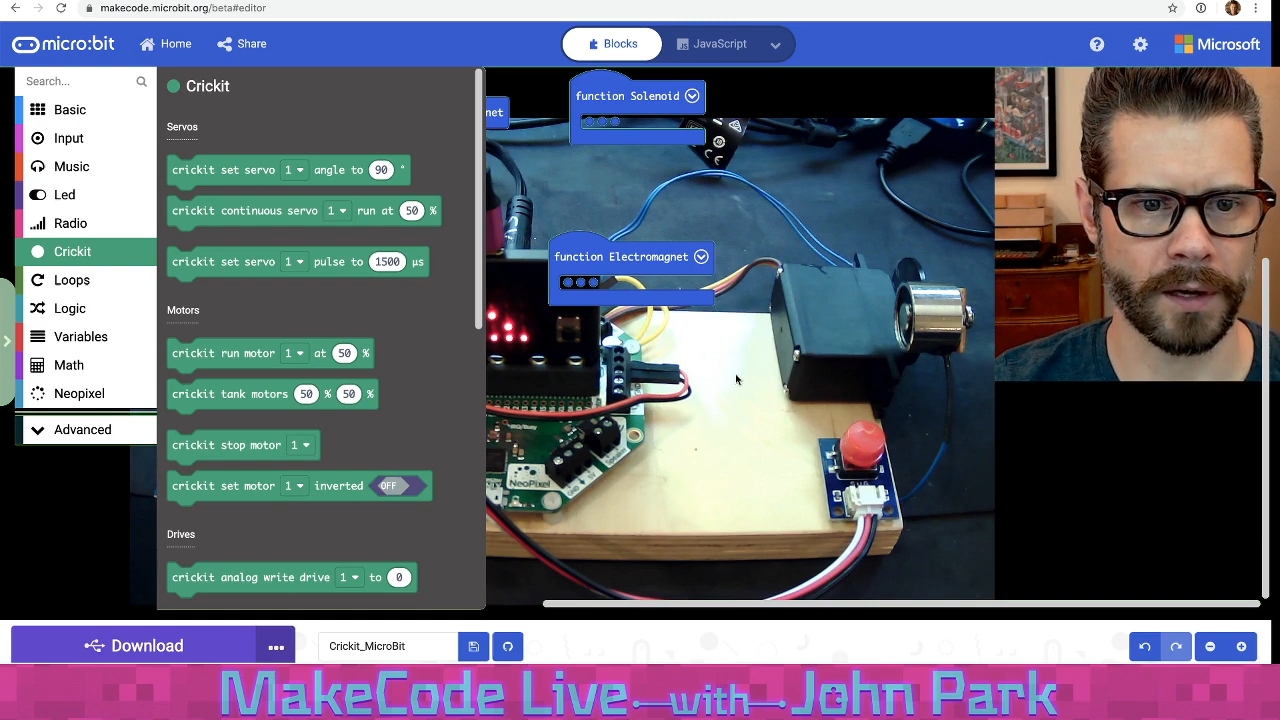 makecode.microbit.org/beta#editor
micro:bit
Home
Share
Blocks
JavaScript
Microsoft
Search...
Basic
Input
Music
Led
Radio
Crickit
Loops
Logic
Variables
Math
Neopixel
Advanced
Crickit
Servos
crickit set servo 1 angle to 90 °
crickit continuous servo 1 run at 50 %
crickit set servo 1 pulse to 1500 µs
Motors
crickit run motor 1 at 50 %
crickit tank motors 50 % 50 %
crickit stop motor 1
crickit set motor 1 inverted OFF
Drives
crickit analog write drive 1 to 0
net
function Solenoid
function Electromagnet
NeoPixel
Download
Crickit_MicroBit
MakeCode Live with John Park